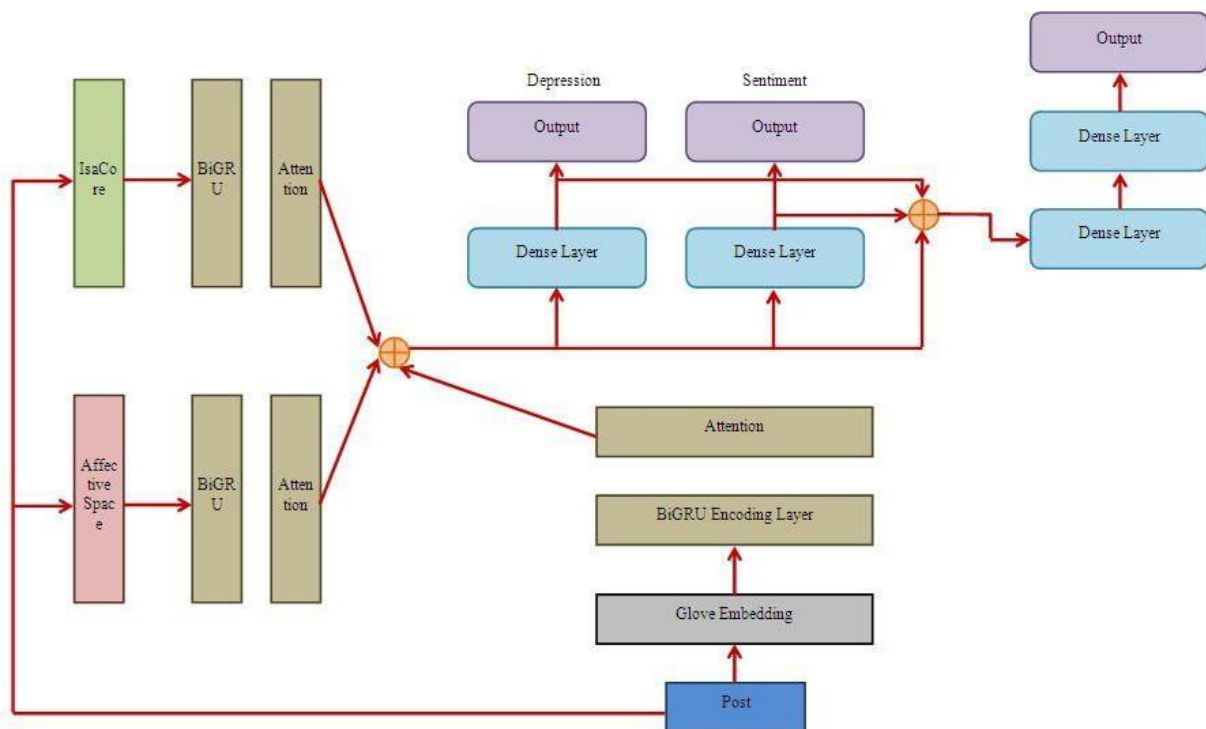 Output
Depression
Sentiment
Output
Output
Dense Layer
IsaCo
re
BiGR
U
Atten
tion
Dense Layer
Dense Layer
Dense Layer
Affec
tive
Spac
e
BiGR
U
Atten
tion
Attention
BiGRU Encoding Layer
Glove Embedding
Post